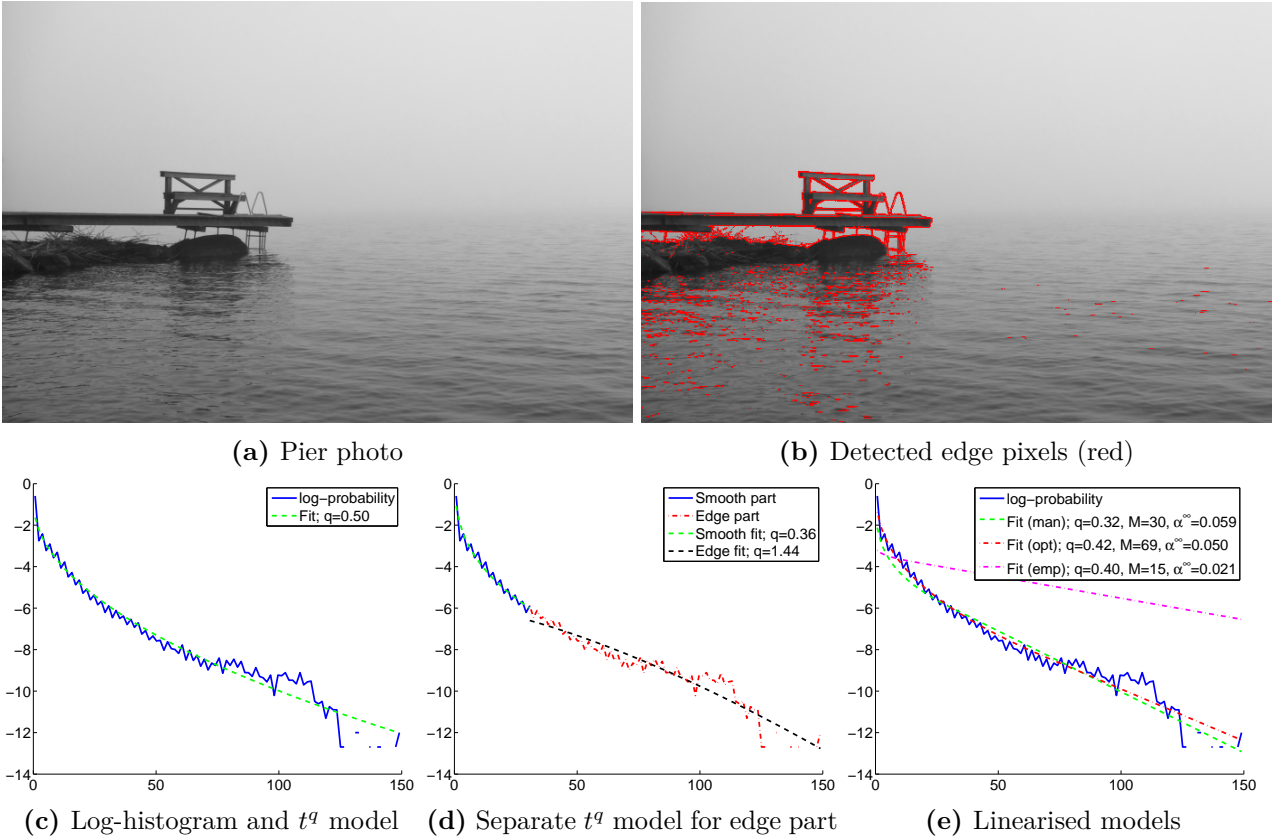 (a) Pier photo
(b) Detected edge pixels (red)
0
−2
−4
−6
−8
−10
−12
−14
0
50
100
150
log−probability
Fit; q=0.50
(c) Log-histogram and t^q model
0
−2
−4
−6
−8
−10
−12
−14
0
50
100
150
Smooth part
Edge part
Smooth fit; q=0.36
Edge fit; q=1.44
(d) Separate t^q model for edge part
0
−2
−4
−6
−8
−10
−12
−14
0
50
100
150
log−probability
Fit (man); q=0.32, M=30, α^∞=0.059
Fit (opt); q=0.42, M=69, α^∞=0.050
Fit (emp); q=0.40, M=15, α^∞=0.021
(e) Linearised models